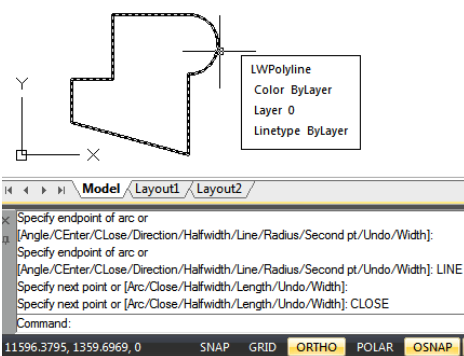 LWPolyline
Color ByLayer
Layer 0
Linetype ByLayer
Y
X
Model Layout1 Layout2
Specify endpoint of arc or
[Angle/CEnter/CLose/Direction/Halfwidth/Line/Radius/Second pt/Undo/Width]:
Specify endpoint of arc or
[Angle/CEnter/CLose/Direction/Halfwidth/Line/Radius/Second pt/Undo/Width]: LINE
Specify next point or [Arc/Close/Halfwidth/Length/Undo/Width]:
Specify next point or [Arc/Close/Halfwidth/Length/Undo/Width]: CLOSE
Command:
11596.3795, 1359.6969, 0 SNAP GRID ORTHO POLAR OSNAP